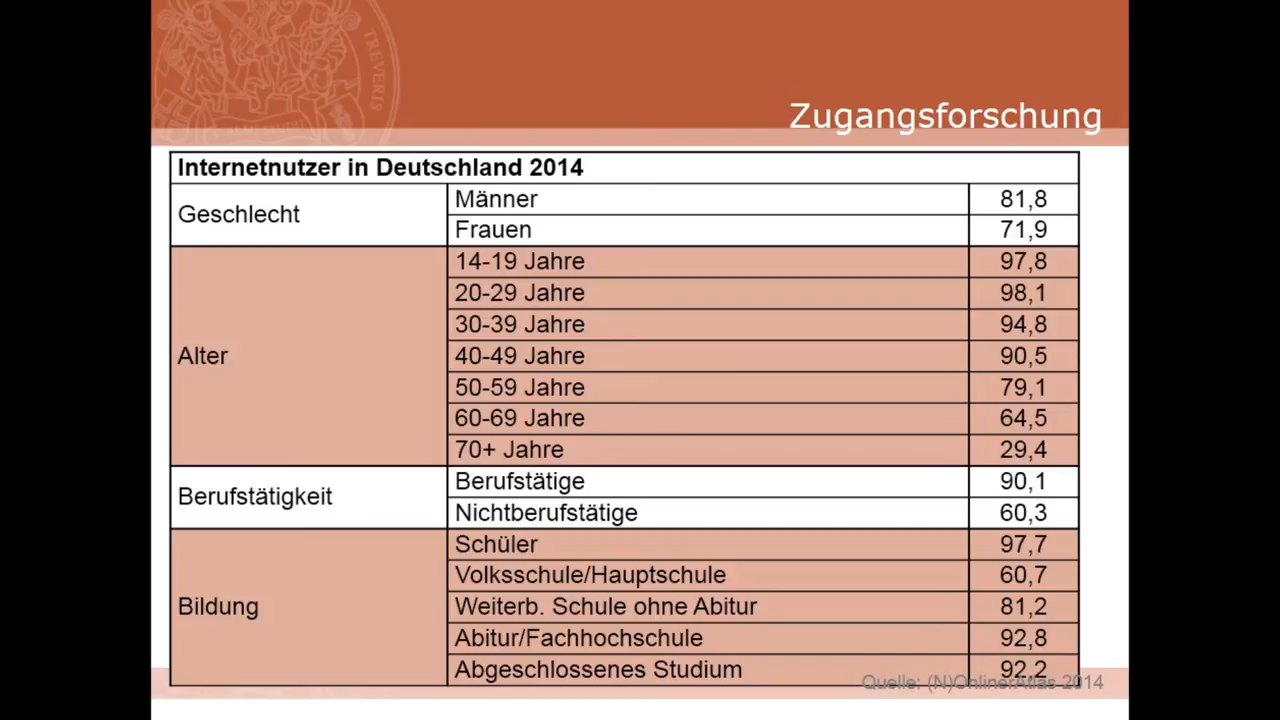 TREVERIS
Zugangsforschung
Internetnutzer in Deutschland 2014
Geschlecht
Männer 81,8
Frauen 71,9
Alter
14-19 Jahre 97,8
20-29 Jahre 98,1
30-39 Jahre 94,8
40-49 Jahre 90,5
50-59 Jahre 79,1
60-69 Jahre 64,5
70+ Jahre 29,4
Berufstätigkeit
Berufstätige 90,1
Nichtberufstätige 60,3
Bildung
Schüler 97,7
Volksschule/Hauptschule 60,7
Weiterb. Schule ohne Abitur 81,2
Abitur/Fachhochschule 92,8
Abgeschlossenes Studium 92,2
Quelle: (N)OnlinerAtlas 2014